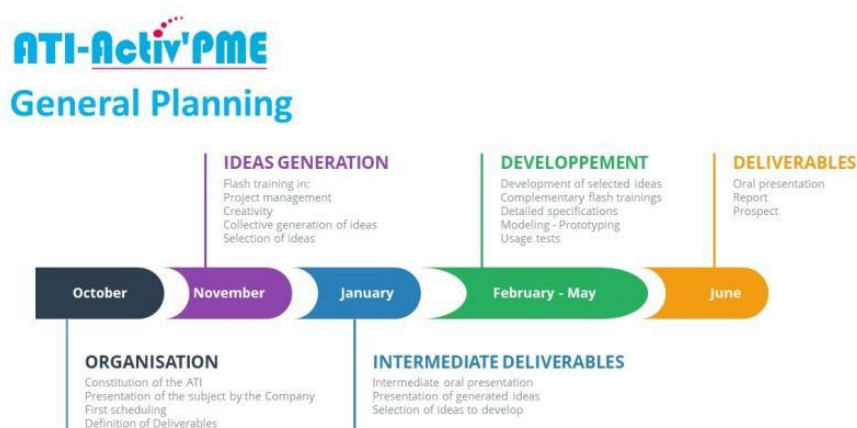 ATI-Activ'PME
General Planning
IDEAS GENERATION
Flash training in:
Project management
Creativity
Collective generation of ideas
Selection of ideas
DEVELOPPEMENT
Development of selected ideas
Complementary flash trainings
Detailed specifications
Modeling - Prototyping
Usage tests
DELIVERABLES
Oral presentation
Report
Prospect
October
November
January
February - May
June
ORGANISATION
Constitution of the ATI
Presentation of the subject by the Company
First scheduling
Definition of Deliverables
INTERMEDIATE DELIVERABLES
Intermediate oral presentation
Presentation of generated ideas
Selection of ideas to develop